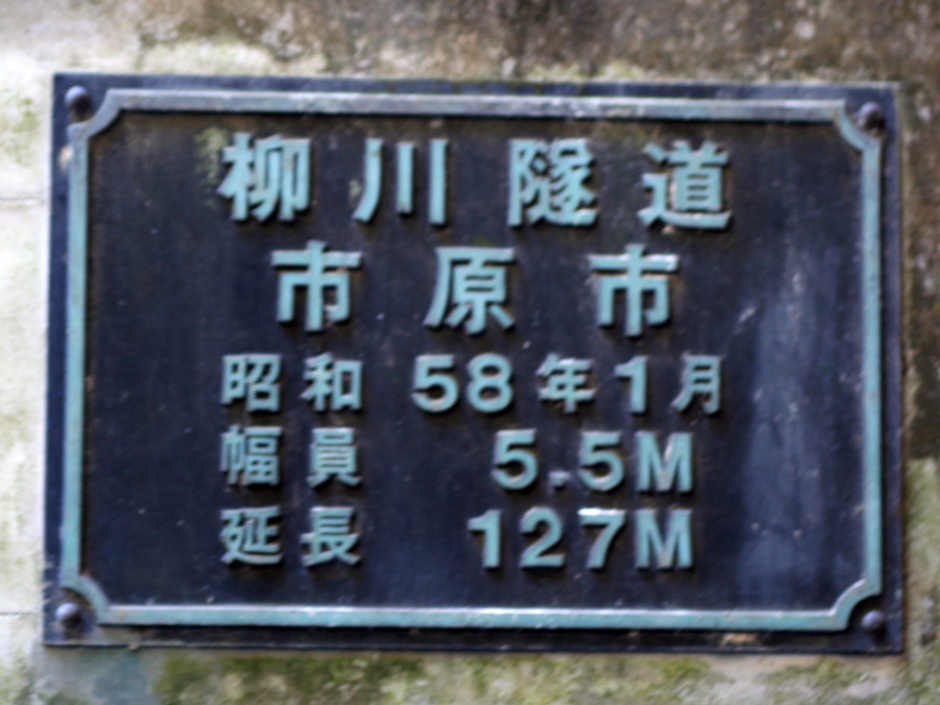 柳川隧道
市原市
昭和58年1月
幅員 5.5M
延長 127M